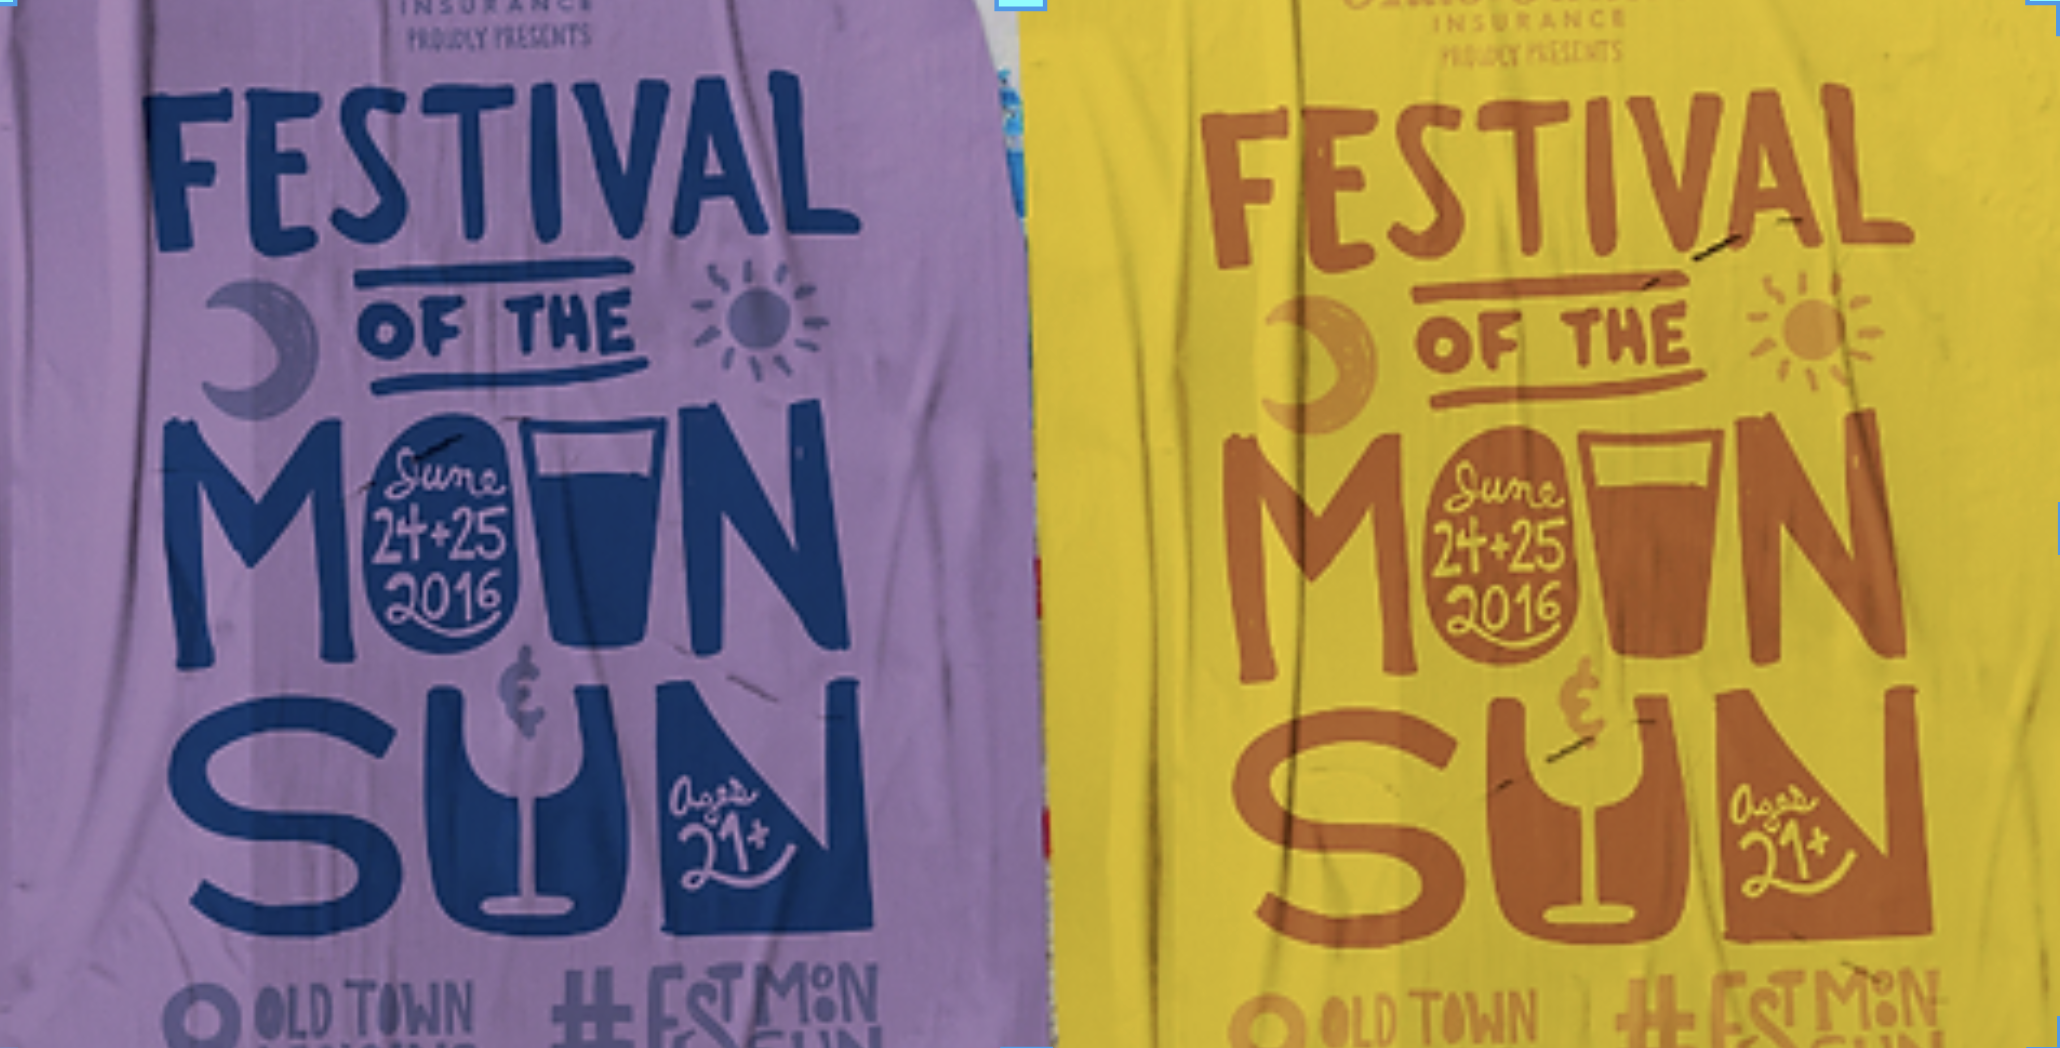 INSURANCE
PROUDLY PRESENTS
FESTIVAL
OF THE
MOON
June
24+25
2016
&
SUN
Ages
21+
OLD TOWN
#FESTMOON
SUN
INSURANCE
PROUDLY PRESENTS
FESTIVAL
OF THE
MOON
June
24+25
2016
&
SUN
Ages
21+
OLD TOWN
#FESTMOON
SUN